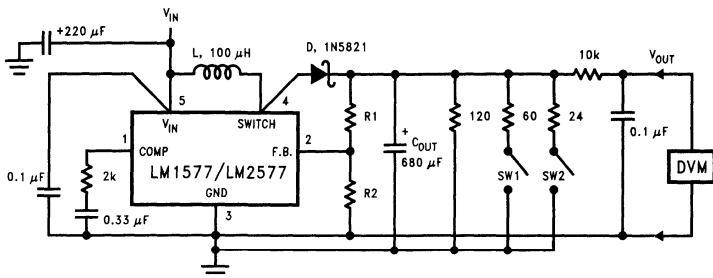 V_IN
+220 μF
L, 100 μH
D, 1N5821
10k
V_OUT
5
4
V_IN
SWITCH
R1
+
C_OUT
680 μF
120
60
24
0.1 μF
1
COMP
2
F.B.
LM1577/LM2577
GND
0.1 μF
2k
R2
SW1
SW2
DVM
0.33 μF
3